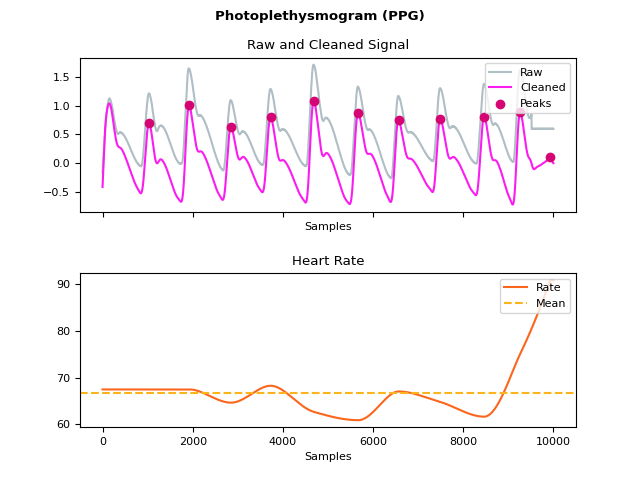 Photoplethysmogram (PPG)
Raw and Cleaned Signal
1.5
1.0
0.5
0.0
−0.5
Raw
Cleaned
Peaks
Samples
Heart Rate
90
80
70
60
Rate
Mean
0 2000 4000 6000 8000 10000
Samples